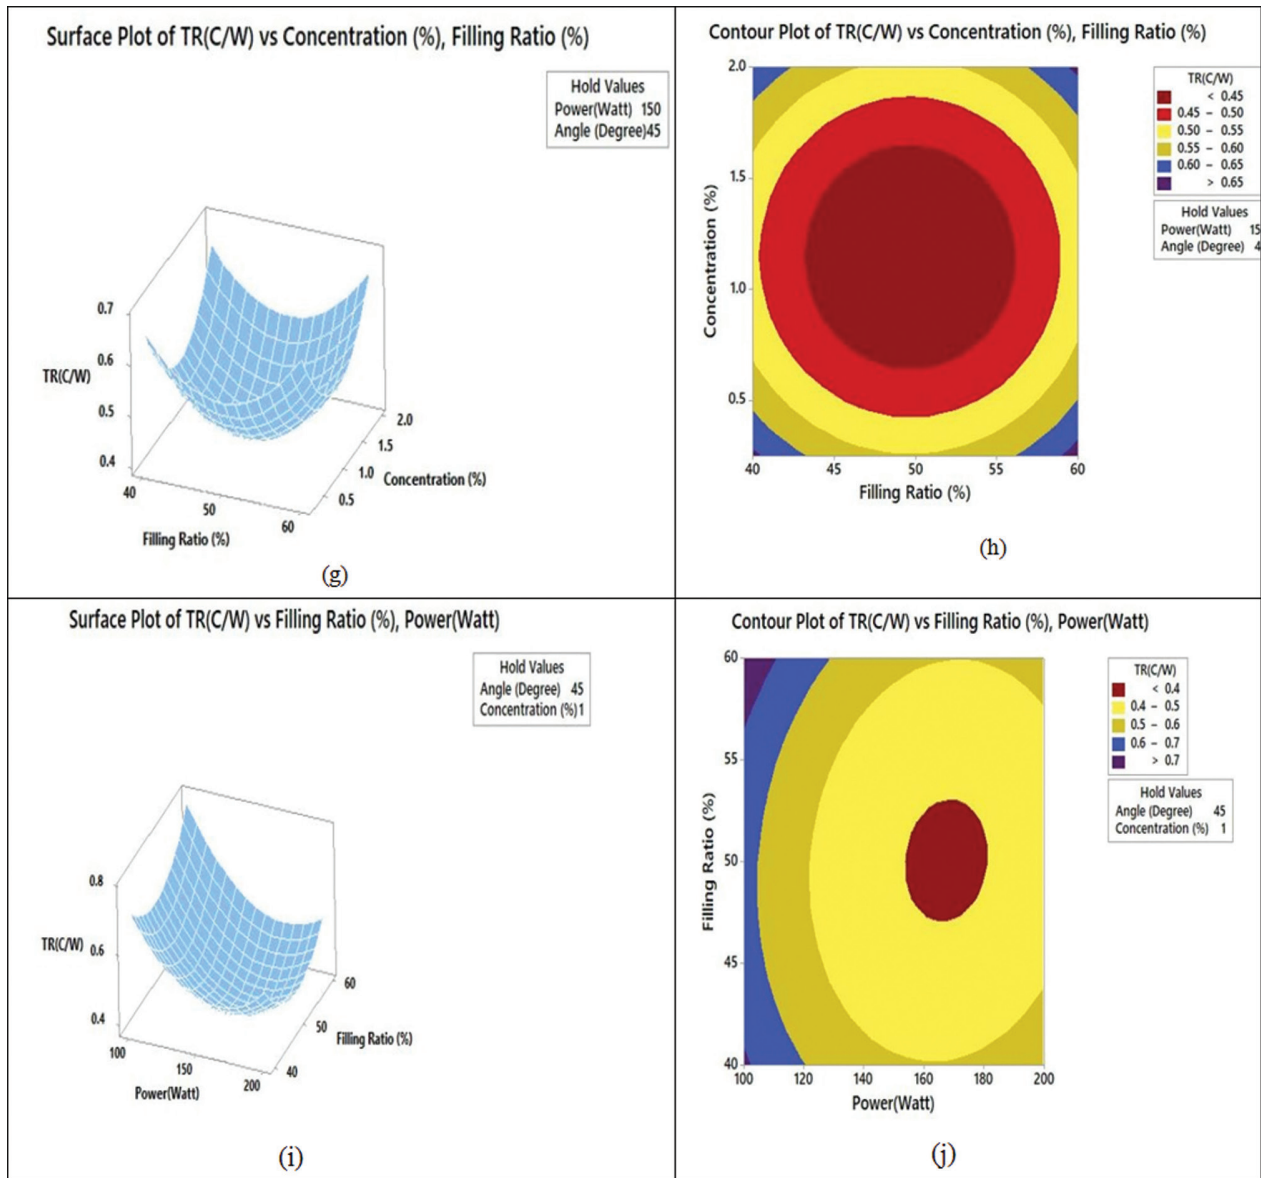 Surface Plot of TR(C/W) vs Concentration (%), Filling Ratio (%)
Hold Values
Power(Watt) 150
Angle (Degree)45
0.7
0.6
TR(C/W)
0.5
0.4
2.0
1.5
1.0
Concentration (%)
0.5
40
50
60
Filling Ratio (%)
(g)
Contour Plot of TR(C/W) vs Concentration (%), Filling Ratio (%)
TR(C/W)
< 0.45
0.45 – 0.50
0.50 – 0.55
0.55 – 0.60
0.60 – 0.65
> 0.65
Hold Values
Power(Watt) 15
Angle (Degree) 4
2.0
1.5
1.0
0.5
Concentration (%)
40 45 50 55 60
Filling Ratio (%)
(h)
Surface Plot of TR(C/W) vs Filling Ratio (%), Power(Watt)
Hold Values
Angle (Degree) 45
Concentration (%)1
0.8
TR(C/W)
0.6
0.4
60
50
Filling Ratio (%)
40
100
150
200
Power(Watt)
(i)
Contour Plot of TR(C/W) vs Filling Ratio (%), Power(Watt)
TR(C/W)
< 0.4
0.4 – 0.5
0.5 – 0.6
0.6 – 0.7
> 0.7
Hold Values
Angle (Degree) 45
Concentration (%) 1
60
55
50
45
40
Filling Ratio (%)
100 120 140 160 180 200
Power(Watt)
(j)